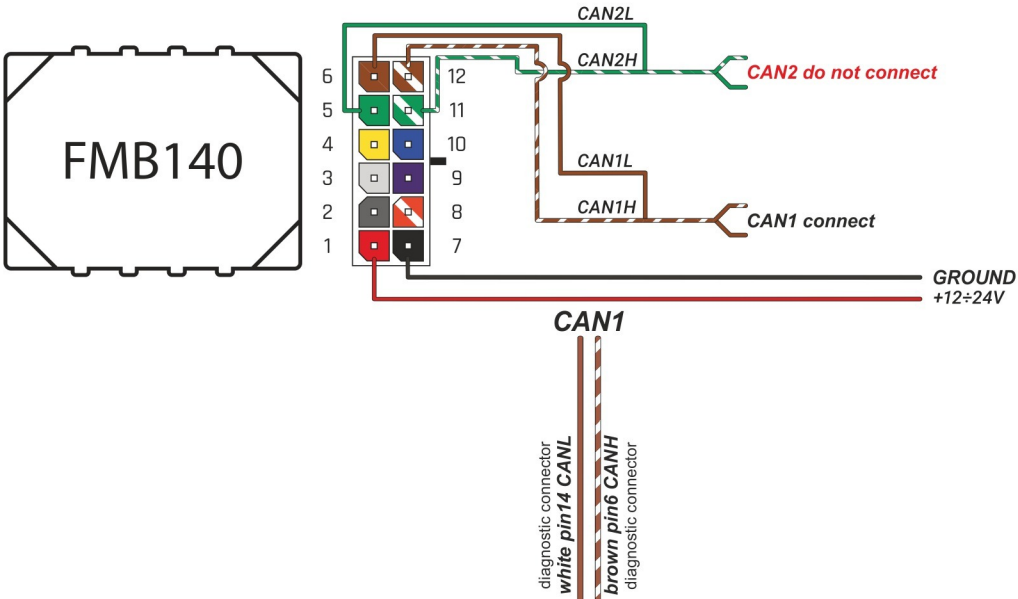 CAN2L
CAN2H
CAN2 do not connect
FMB140
6
12
5
11
4
10
3
9
2
8
1
7
CAN1L
CAN1H
CAN1 connect
GROUND
+12÷24V
CAN1
diagnostic connector
white pin14 CANL
brown pin6 CANH
diagnostic connector